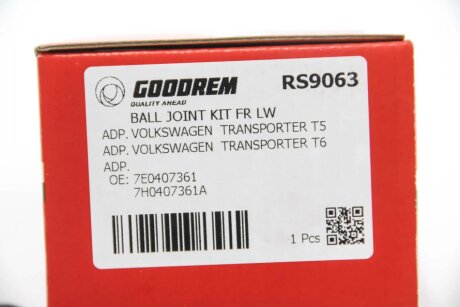 GOODREM RS9063
QUALITY AHEAD
BALL JOINT KIT FR LW
ADP. VOLKSWAGEN TRANSPORTER T5
ADP. VOLKSWAGEN TRANSPORTER T6
ADP.
OE: 7E0407361
7H0407361A
1 Pcs